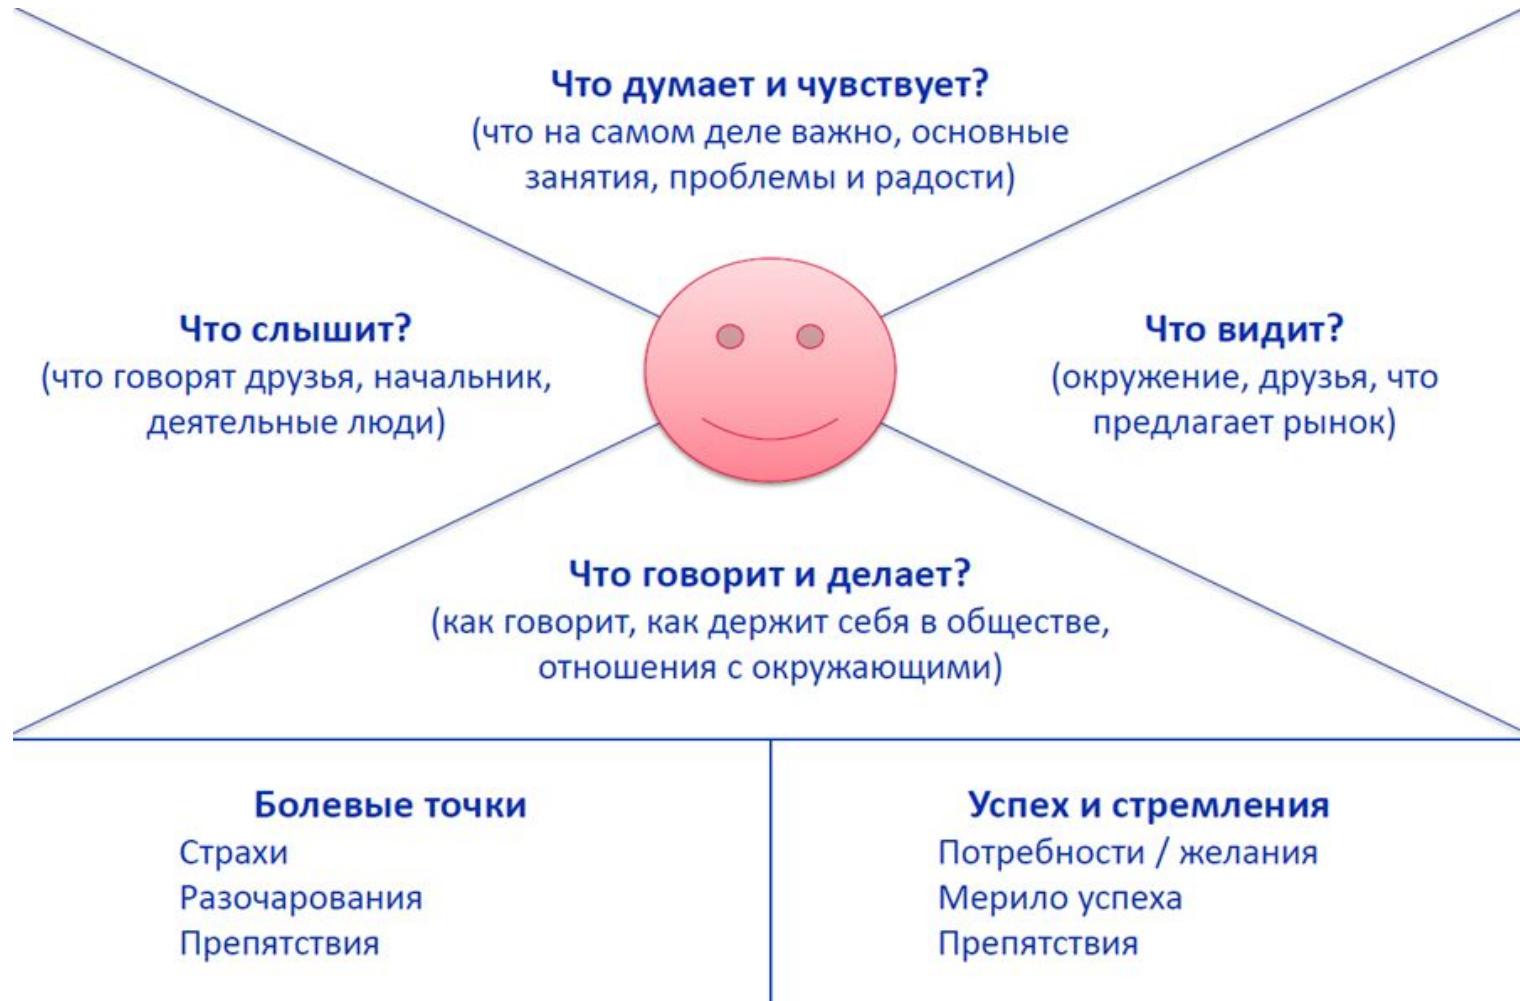 Что думает и чувствует?
(что на самом деле важно, основные
занятия, проблемы и радости)
Что слышит?
(что говорят друзья, начальник,
деятельные люди)
Что видит?
(окружение, друзья, что
предлагает рынок)
Что говорит и делает?
(как говорит, как держит себя в обществе,
отношения с окружающими)
Болевые точки
Страхи
Разочарования
Препятствия
Успех и стремления
Потребности / желания
Мерило успеха
Препятствия